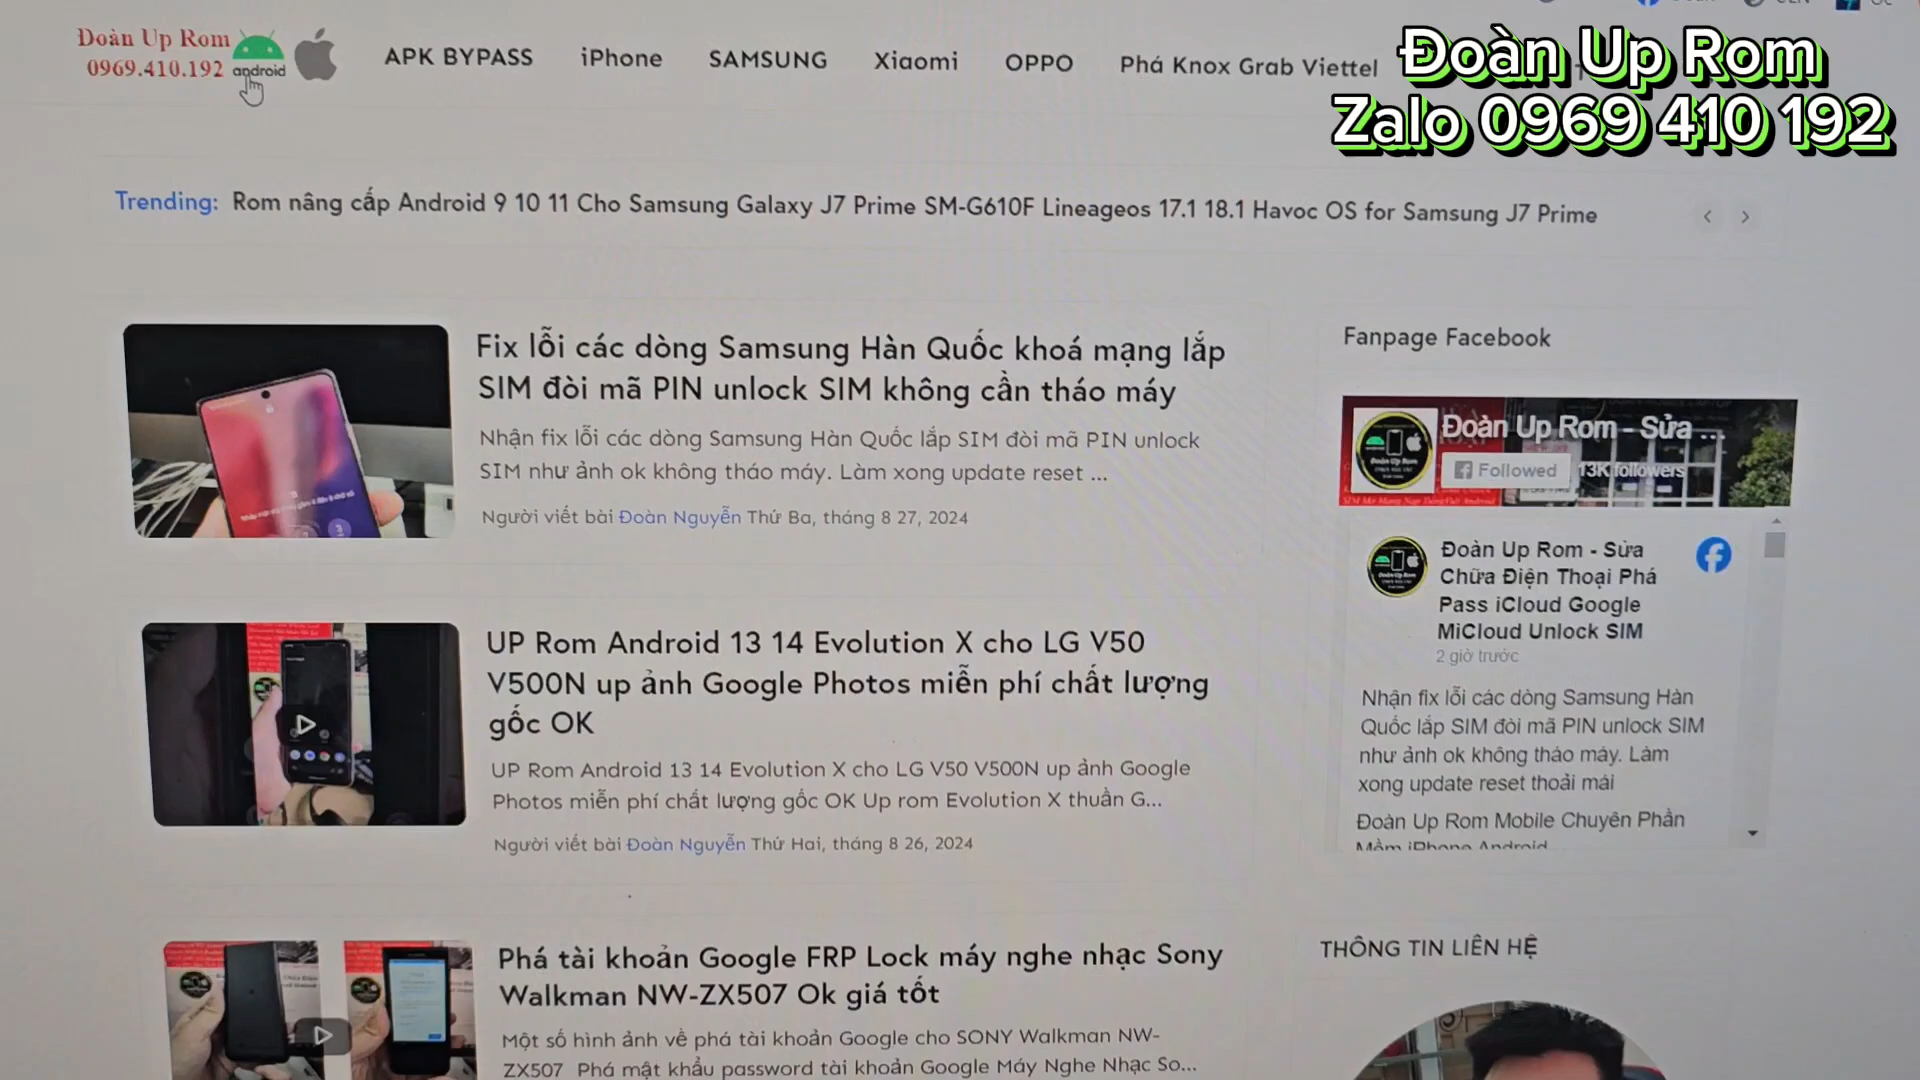 Đoàn Up Rom
0969.410.192
android
APK BYPASS
iPhone
SAMSUNG
Xiaomi
OPPO
Phá Knox Grab Viettel
Đoàn Up Rom
Zalo 0969 410 192
Trending: Rom nâng cấp Android 9 10 11 Cho Samsung Galaxy J7 Prime SM-G610F Lineageos 17.1 18.1 Havoc OS for Samsung J7 Prime
Fix lỗi các dòng Samsung Hàn Quốc khoá mạng lắp
SIM đòi mã PIN unlock SIM không cần tháo máy
Nhận fix lỗi các dòng Samsung Hàn Quốc lắp SIM đòi mã PIN unlock
SIM như ảnh ok không tháo máy. Làm xong update reset ...
Người viết bài Đoàn Nguyễn Thứ Ba, tháng 8 27, 2024
UP Rom Android 13 14 Evolution X cho LG V50
V500N up ảnh Google Photos miễn phí chất lượng
gốc OK
UP Rom Android 13 14 Evolution X cho LG V50 V500N up ảnh Google
Photos miễn phí chất lượng gốc OK Up rom Evolution X thuần G...
Người viết bài Đoàn Nguyễn Thứ Hai, tháng 8 26, 2024
Phá tài khoản Google FRP Lock máy nghe nhạc Sony
Walkman NW-ZX507 Ok giá tốt
Một số hình ảnh về phá tài khoản Google cho SONY Walkman NW-
ZX507 Phá mật khẩu password tài khoản Google Máy Nghe Nhạc So...
Fanpage Facebook
Đoàn Up Rom - Sửa ...
Followed
13K followers
Đoàn Up Rom - Sửa
Chữa Điện Thoại Phá
Pass iCloud Google
MiCloud Unlock SIM
2 giờ trước
Nhận fix lỗi các dòng Samsung Hàn
Quốc lắp SIM đòi mã PIN unlock SIM
như ảnh ok không tháo máy. Làm
xong update reset thoải mái
Đoàn Up Rom Mobile Chuyên Phần
Mềm iPhone Android
THÔNG TIN LIÊN HỆ